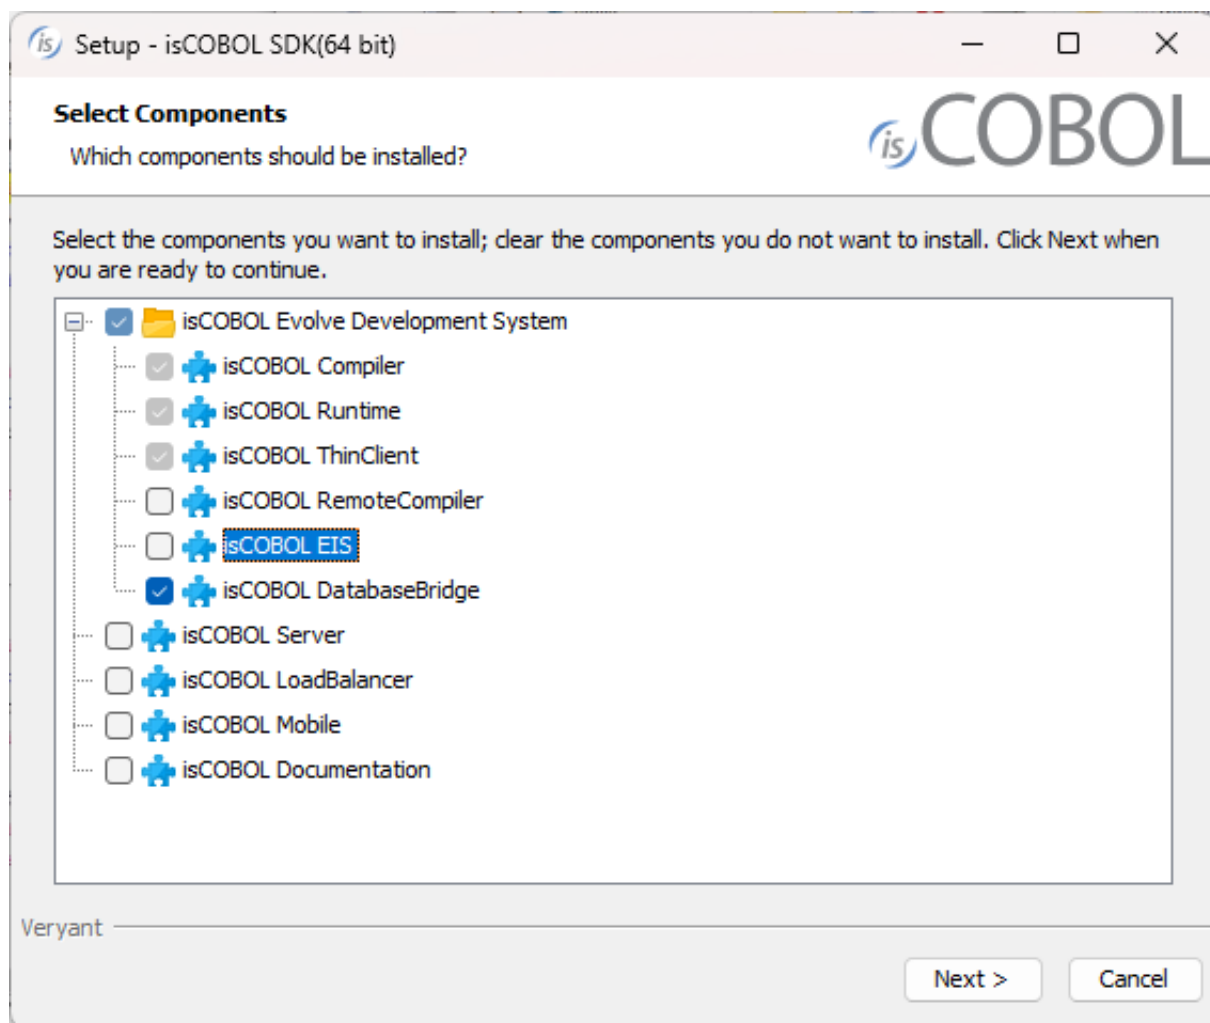 is Setup - isCOBOL SDK(64 bit)
Select Components
Which components should be installed?
is COBOL
Select the components you want to install; clear the components you do not want to install. Click Next when
you are ready to continue.
isCOBOL Evolve Development System
isCOBOL Compiler
isCOBOL Runtime
isCOBOL ThinClient
isCOBOL RemoteCompiler
isCOBOL EIS
isCOBOL DatabaseBridge
isCOBOL Server
isCOBOL LoadBalancer
isCOBOL Mobile
isCOBOL Documentation
Veryant
Next > Cancel